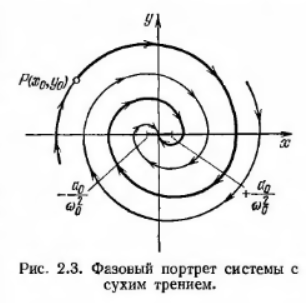 y
P(x₀,y₀)
x
-a₀/ω₀²
+a₀/ω₀²
Рис. 2.3. Фазовый портрет системы с
сухим трением.